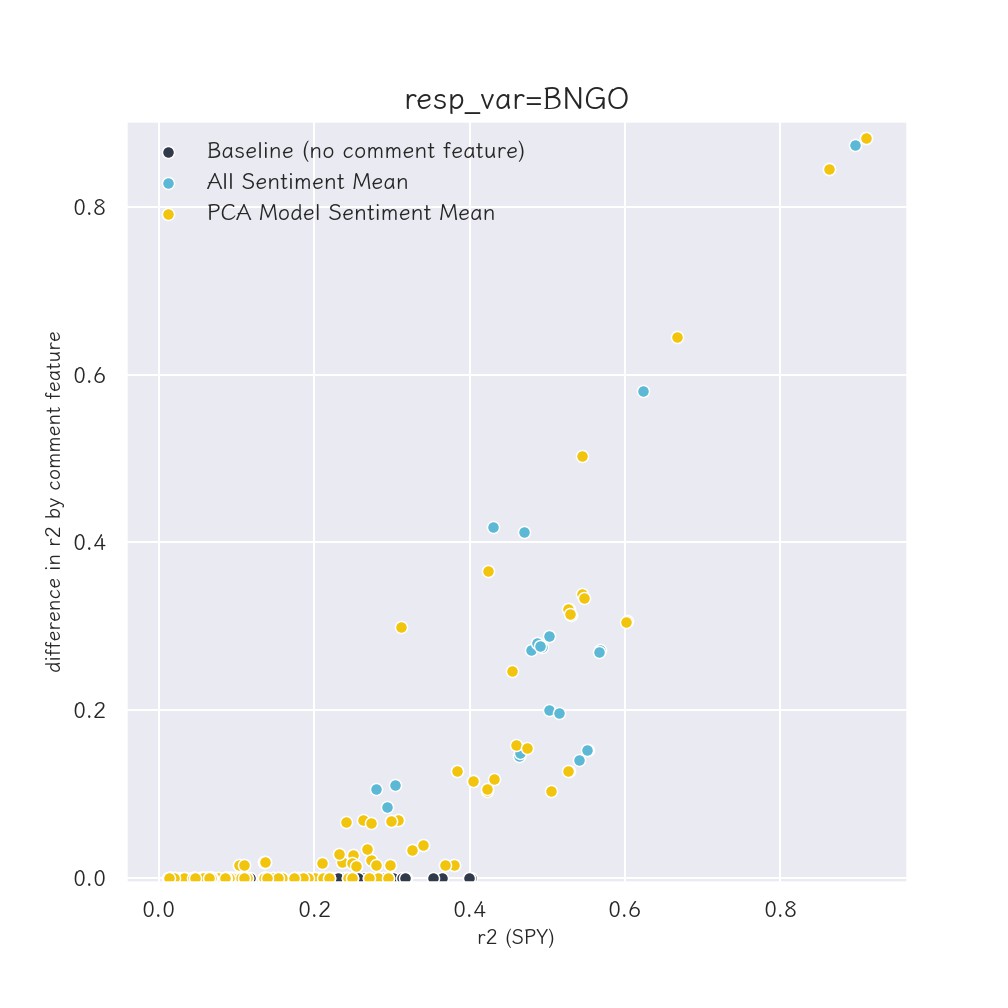 resp_var=BNGO
Baseline (no comment feature)
All Sentiment Mean
PCA Model Sentiment Mean
difference in r2 by comment feature
0.8
0.6
0.4
0.2
0.0
0.0 0.2 0.4 0.6 0.8
r2 (SPY)